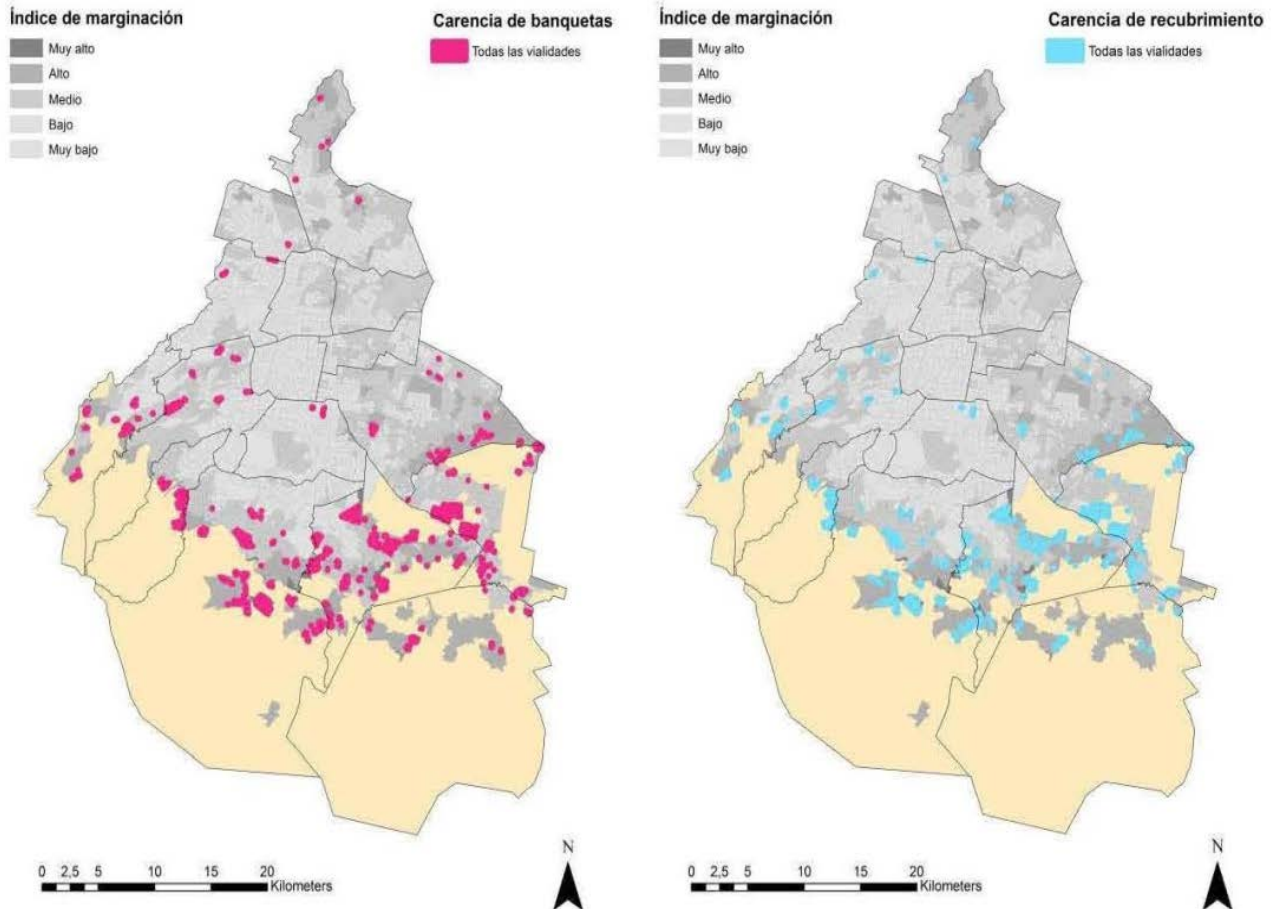 Índice de marginación
Muy alto
Alto
Medio
Bajo
Muy bajo
Carencia de banquetas
Todas las vialidades
0 2,5 5 10 15 20
Kilometers
N
Índice de marginación
Muy alto
Alto
Medio
Bajo
Muy bajo
Carencia de recubrimiento
Todas las vialidades
0 2,5 5 10 15 20
Kilometers
N